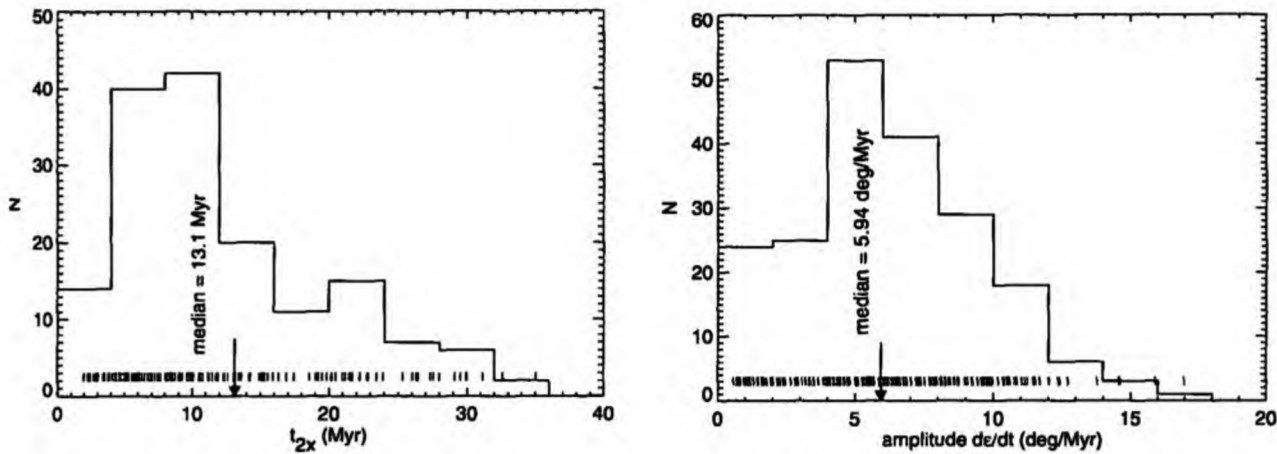 50
40
30
20
10
0
N
median = 13.1 Myr
0 10 20 30 40
t2x (Myr)
60
50
40
30
20
10
0
N
median = 5.94 deg/Myr
0 5 10 15 20
amplitude dε/dt (deg/Myr)